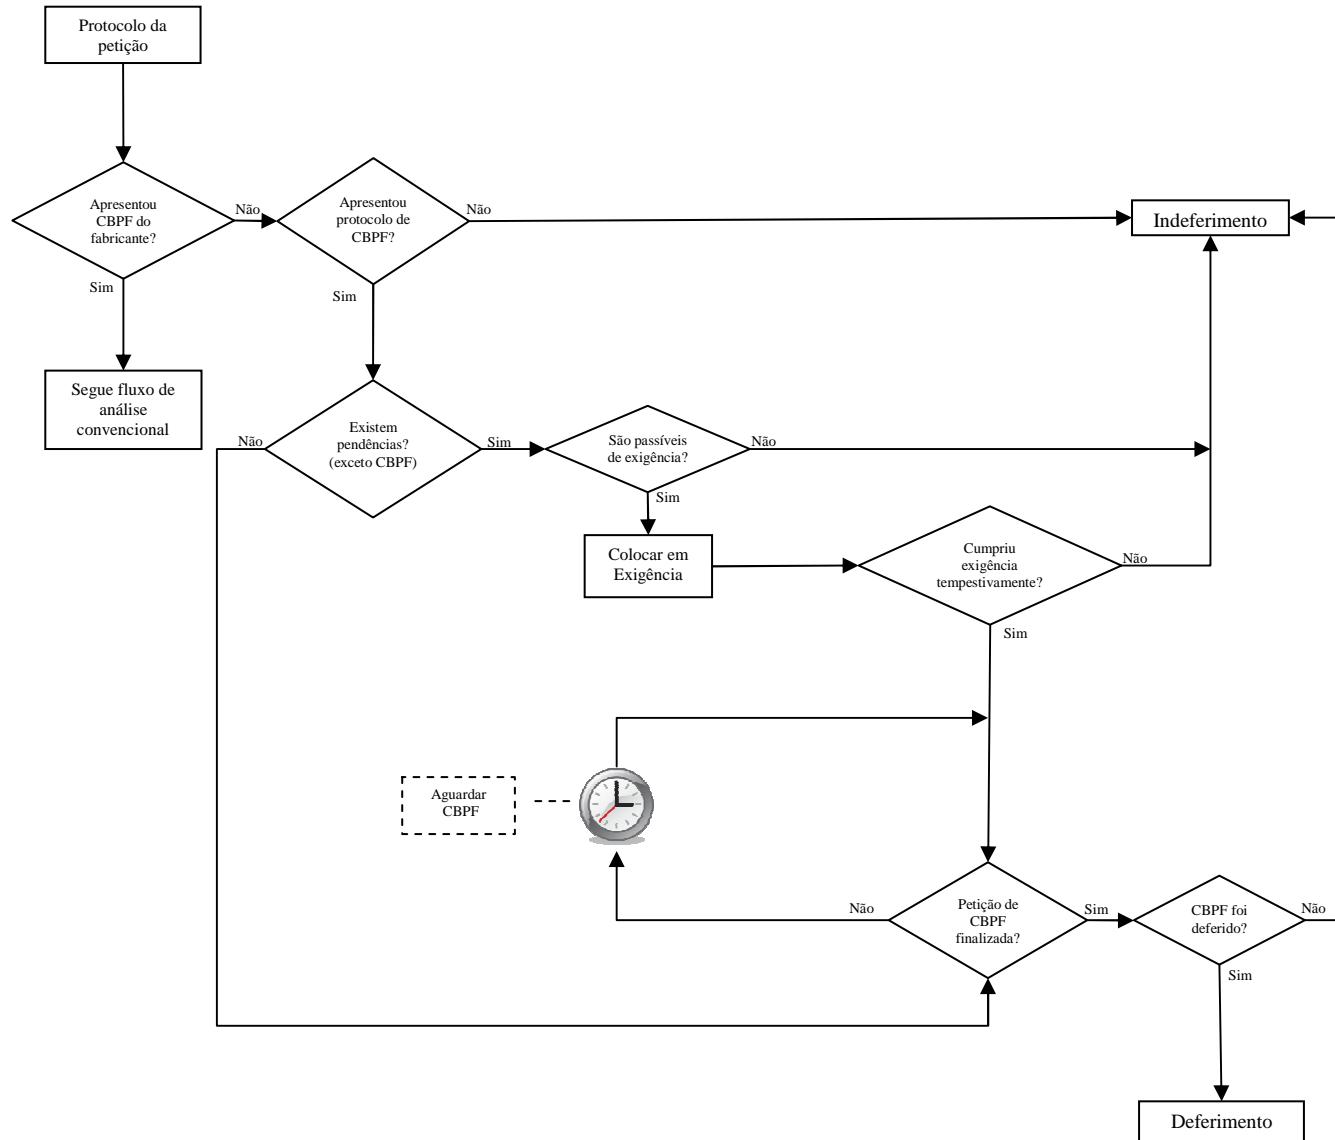 Protocolo da
petição
Apresentou
CBPF do
fabricante?
Não
Apresentou
protocolo de
CBPF?
Não
Indeferimento
Sim
Sim
Segue fluxo de
análise
convencional
Não
Existem
pendências?
(exceto CBPF)
Sim
São passíveis
de exigência?
Não
Sim
Colocar em
Exigência
Cumpriu
exigência
tempestivamente?
Não
Sim
Aguardar
CBPF
Não
Petição de
CBPF
finalizada?
Sim
CBPF foi
deferido?
Não
Sim
Deferimento